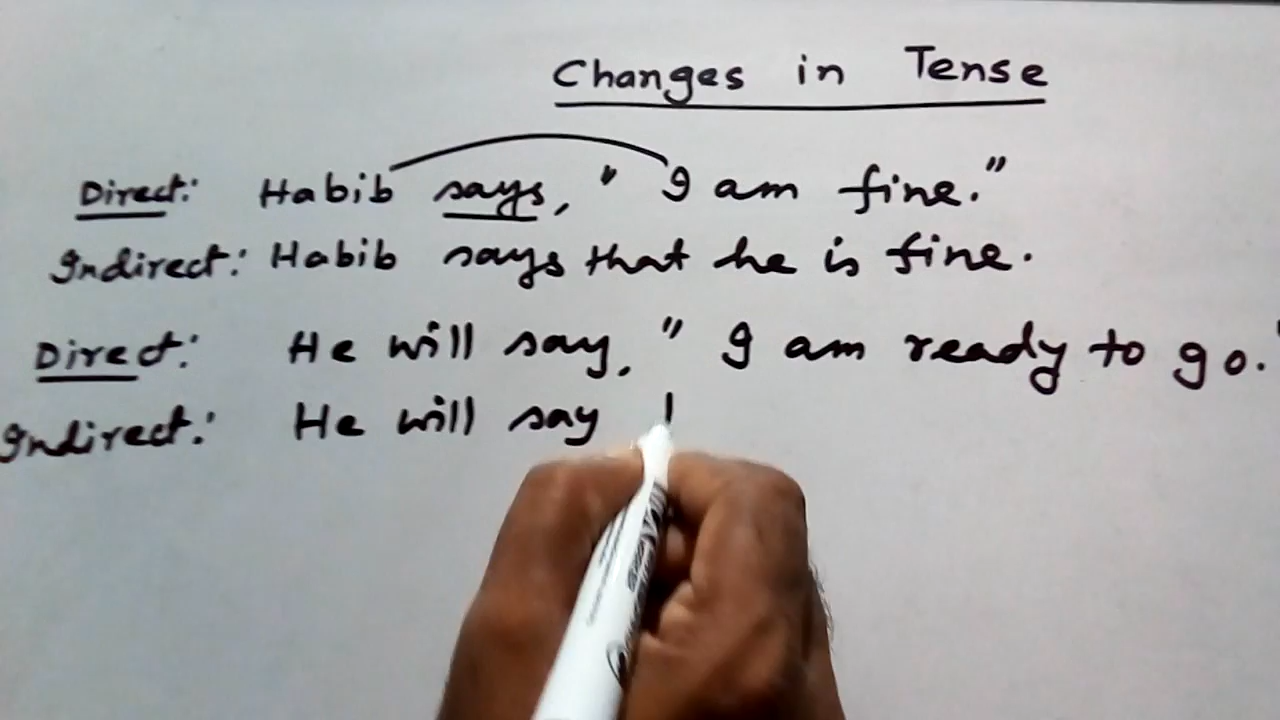 Changes in Tense
Direct: Habib says, " I am fine."
Indirect: Habib says that he is fine.
Direct: He will say, " I am ready to go."
Indirect: He will say